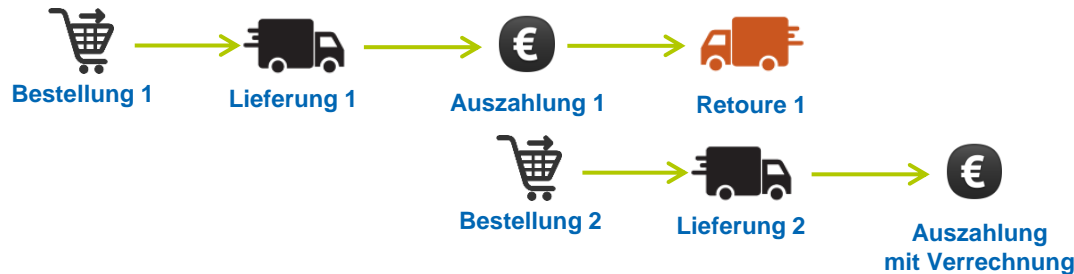 €
Bestellung 1
Lieferung 1
Auszahlung 1
Retoure 1
€
Bestellung 2
Lieferung 2
Auszahlung
mit Verrechnung